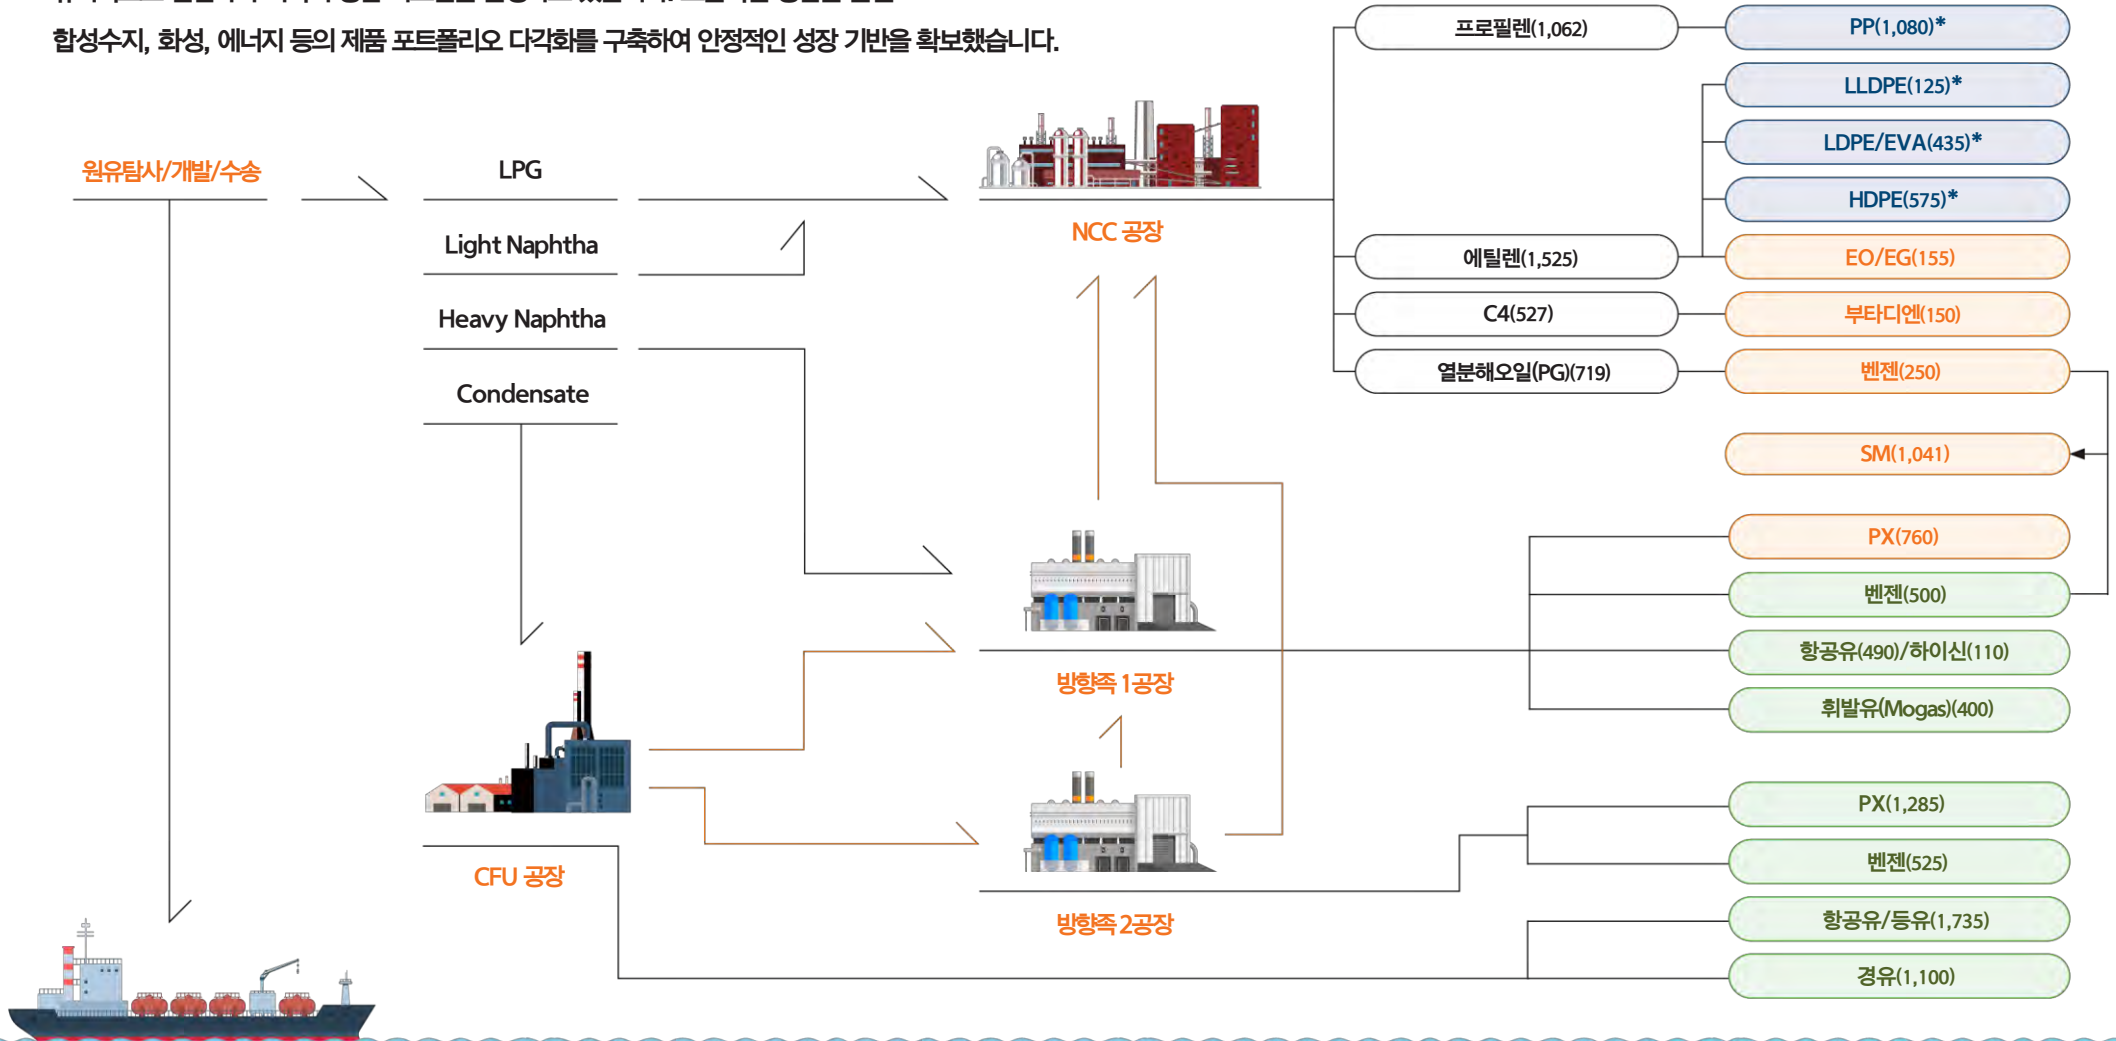 합성수지, 화성, 에너지 등의 제품 포트폴리오 다각화를 구축하여 안정적인 성장 기반을 확보했습니다.
원유탐사/개발/수송
LPG
Light Naphtha
Heavy Naphtha
Condensate
CFU 공장
NCC 공장
방향족 1공장
방향족 2공장
프로필렌(1,062)
에틸렌(1,525)
C4(527)
열분해오일(PG)(719)
PP(1,080)*
LLDPE(125)*
LDPE/EVA(435)*
HDPE(575)*
EO/EG(155)
부타디엔(150)
벤젠(250)
SM(1,041)
PX(760)
벤젠(500)
항공유(490)/하이신(110)
휘발유(Mogas)(400)
PX(1,285)
벤젠(525)
항공유/등유(1,735)
경유(1,100)